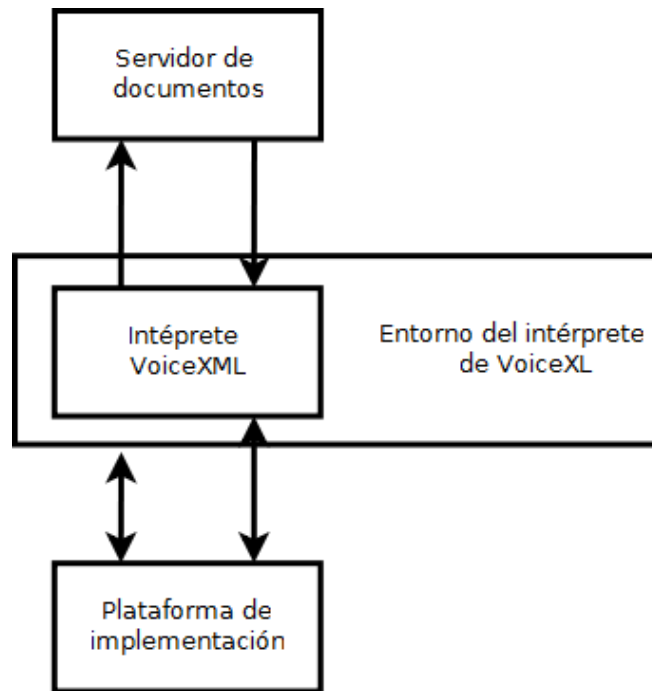 Servidor de
documentos
Intéprete
VoiceXML
Entorno del intérprete
de VoiceXL
Plataforma de
implementación